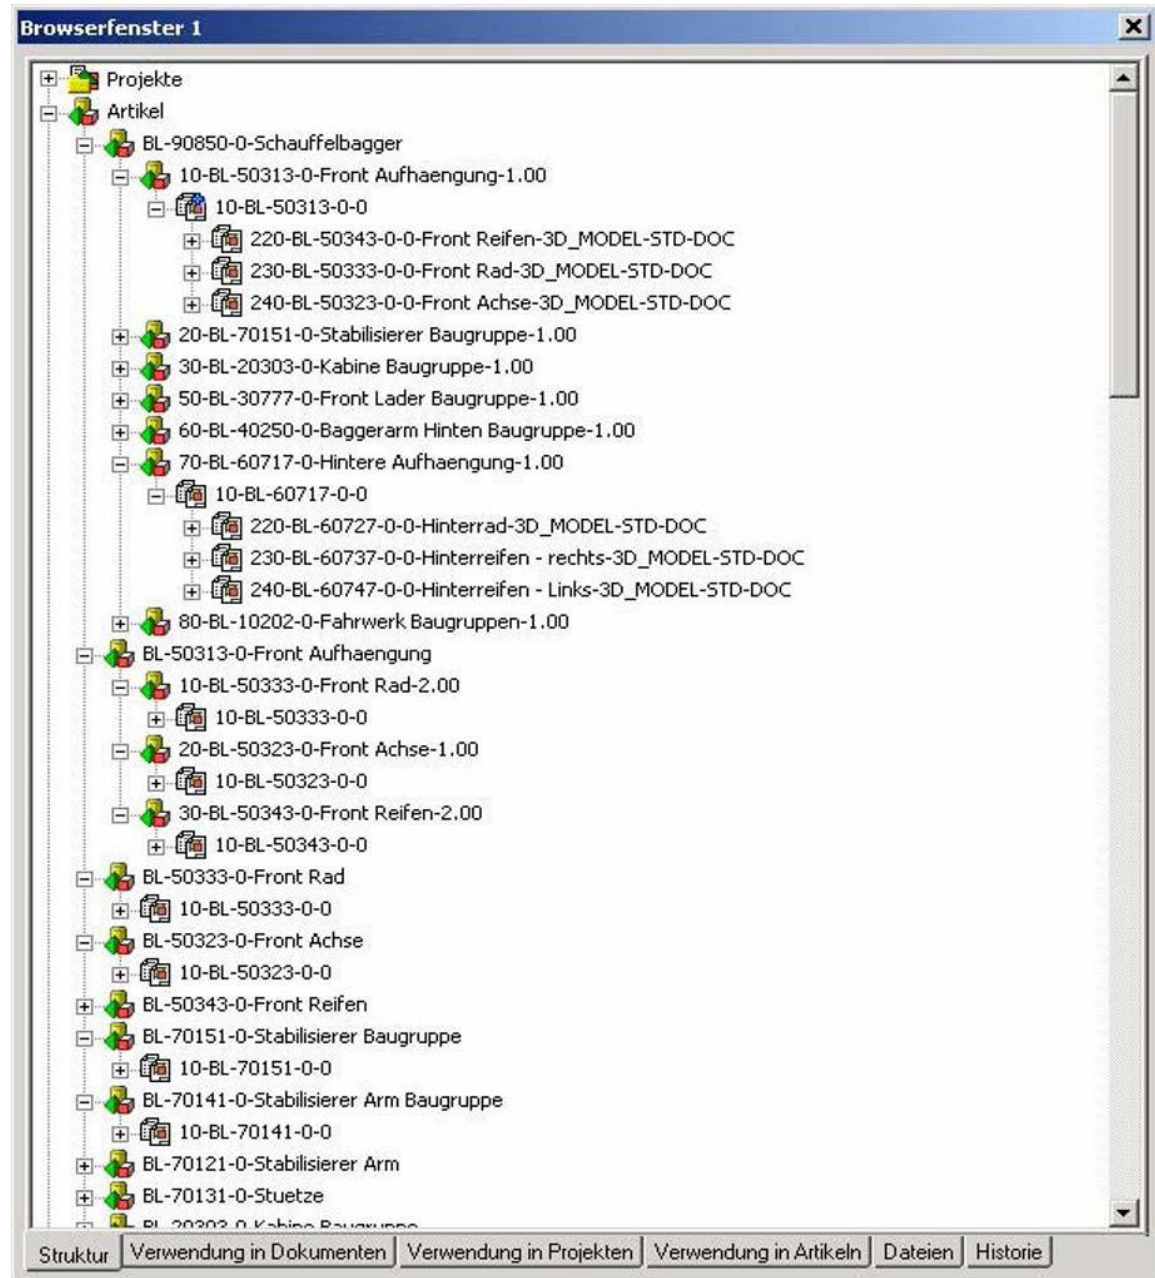 Browserfenster 1
Projekte
Artikel
BL-90850-0-Schauffelbagger
10-BL-50313-0-Front Aufhaengung-1.00
10-BL-50313-0-0
220-BL-50343-0-0-Front Reifen-3D_MODEL-STD-DOC
230-BL-50333-0-0-Front Rad-3D_MODEL-STD-DOC
240-BL-50323-0-0-Front Achse-3D_MODEL-STD-DOC
20-BL-70151-0-Stabilisierer Baugruppe-1.00
30-BL-20303-0-Kabine Baugruppe-1.00
50-BL-30777-0-Front Lader Baugruppe-1.00
60-BL-40250-0-Baggerarm Hinten Baugruppe-1.00
70-BL-60717-0-Hintere Aufhaengung-1.00
10-BL-60717-0-0
220-BL-60727-0-0-Hinterrad-3D_MODEL-STD-DOC
230-BL-60737-0-0-Hinterreifen - rechts-3D_MODEL-STD-DOC
240-BL-60747-0-0-Hinterreifen - Links-3D_MODEL-STD-DOC
80-BL-10202-0-Fahrwerk Baugruppen-1.00
BL-50313-0-Front Aufhaengung
10-BL-50333-0-Front Rad-2.00
10-BL-50333-0-0
20-BL-50323-0-Front Achse-1.00
10-BL-50323-0-0
30-BL-50343-0-Front Reifen-2.00
10-BL-50343-0-0
BL-50333-0-Front Rad
10-BL-50333-0-0
BL-50323-0-Front Achse
10-BL-50323-0-0
BL-50343-0-Front Reifen
BL-70151-0-Stabilisierer Baugruppe
10-BL-70151-0-0
BL-70141-0-Stabilisierer Arm Baugruppe
10-BL-70141-0-0
BL-70121-0-Stabilisierer Arm
BL-70131-0-Stuetze
BL-20303-0-Kabine Baugruppe
Struktur Verwendung in Dokumenten Verwendung in Projekten Verwendung in Artikeln Dateien Historie